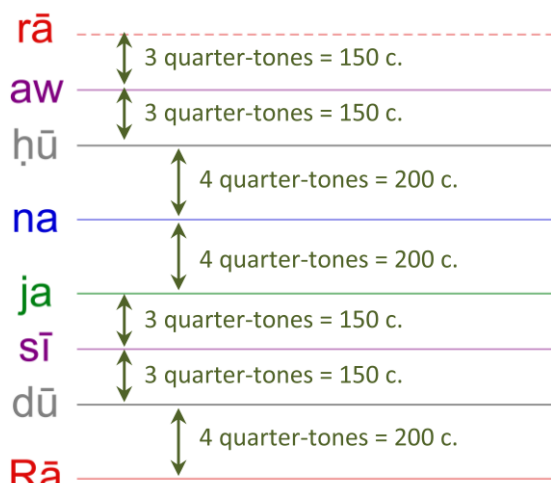 rā
3 quarter-tones = 150 c.
aw
3 quarter-tones = 150 c.
ḥū
4 quarter-tones = 200 c.
na
4 quarter-tones = 200 c.
ja
3 quarter-tones = 150 c.
sī
3 quarter-tones = 150 c.
dū
4 quarter-tones = 200 c.
Rā